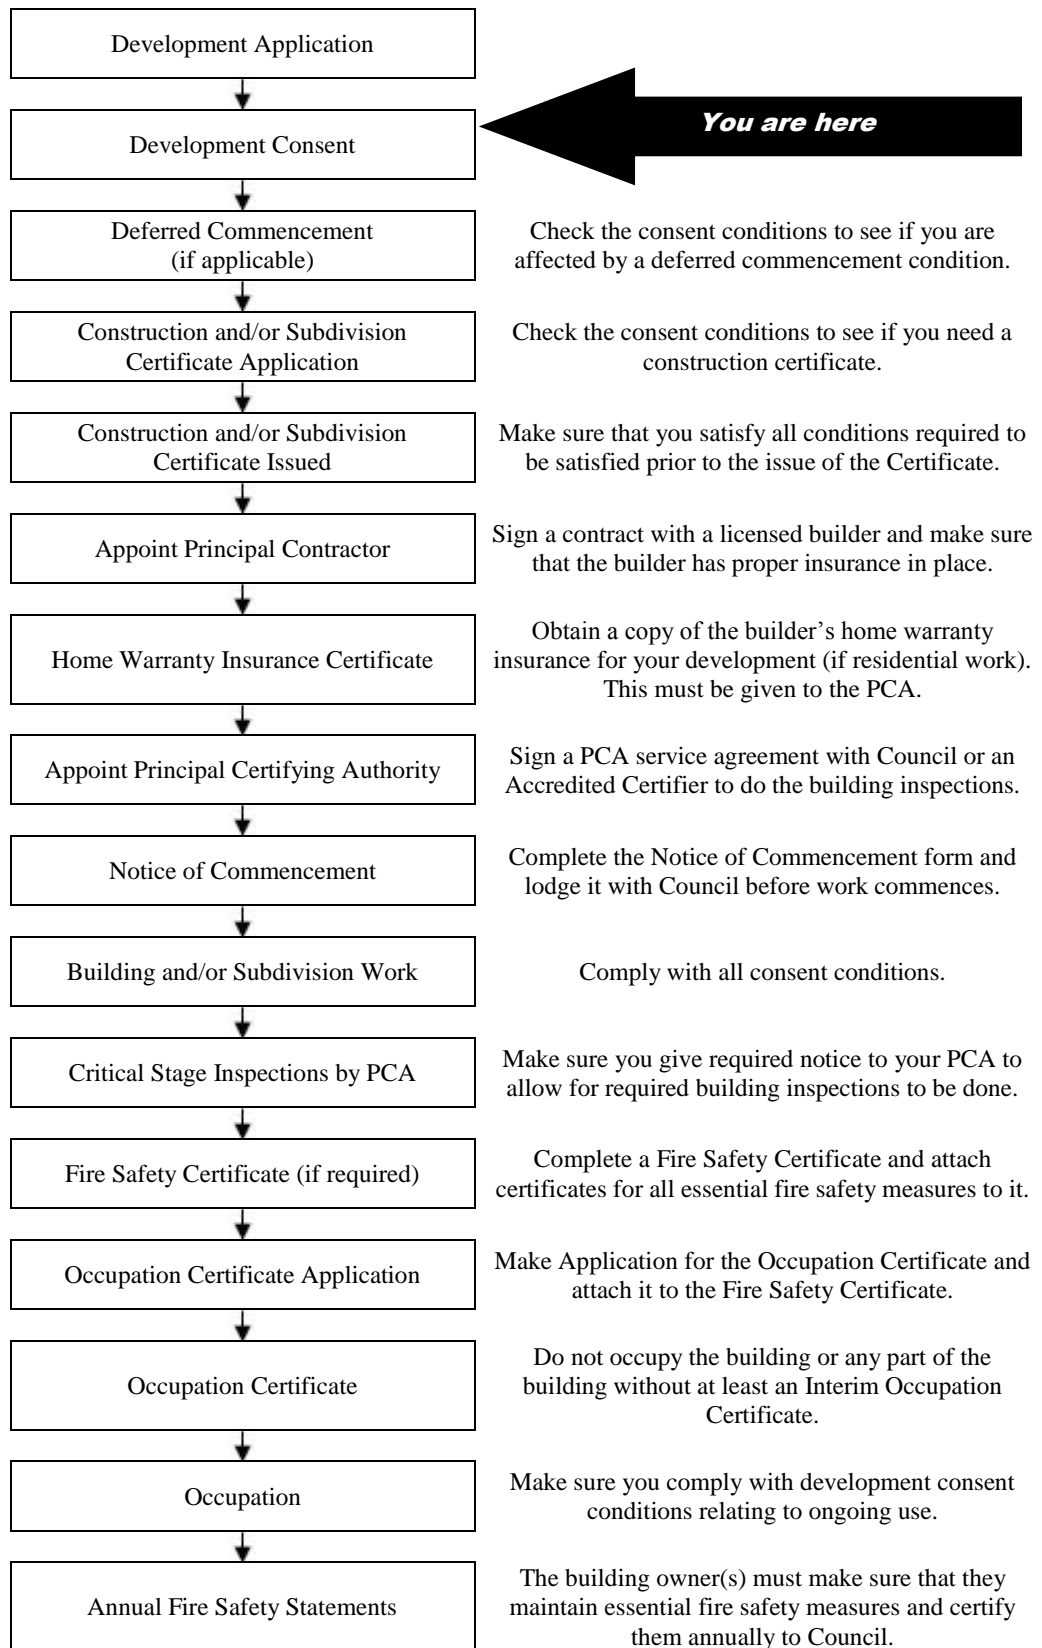 Development Application
You are here
Development Consent
Deferred Commencement
(if applicable)
Check the consent conditions to see if you are
affected by a deferred commencement condition.
Construction and/or Subdivision
Certificate Application
Check the consent conditions to see if you need a
construction certificate.
Construction and/or Subdivision
Certificate Issued
Make sure that you satisfy all conditions required to
be satisfied prior to the issue of the Certificate.
Appoint Principal Contractor
Sign a contract with a licensed builder and make sure
that the builder has proper insurance in place.
Home Warranty Insurance Certificate
Obtain a copy of the builder’s home warranty
insurance for your development (if residential work).
This must be given to the PCA.
Appoint Principal Certifying Authority
Sign a PCA service agreement with Council or an
Accredited Certifier to do the building inspections.
Notice of Commencement
Complete the Notice of Commencement form and
lodge it with Council before work commences.
Building and/or Subdivision Work
Comply with all consent conditions.
Critical Stage Inspections by PCA
Make sure you give required notice to your PCA to
allow for required building inspections to be done.
Fire Safety Certificate (if required)
Complete a Fire Safety Certificate and attach
certificates for all essential fire safety measures to it.
Occupation Certificate Application
Make Application for the Occupation Certificate and
attach it to the Fire Safety Certificate.
Occupation Certificate
Do not occupy the building or any part of the
building without at least an Interim Occupation
Certificate.
Occupation
Make sure you comply with development consent
conditions relating to ongoing use.
Annual Fire Safety Statements
The building owner(s) must make sure that they
maintain essential fire safety measures and certify
them annually to Council.